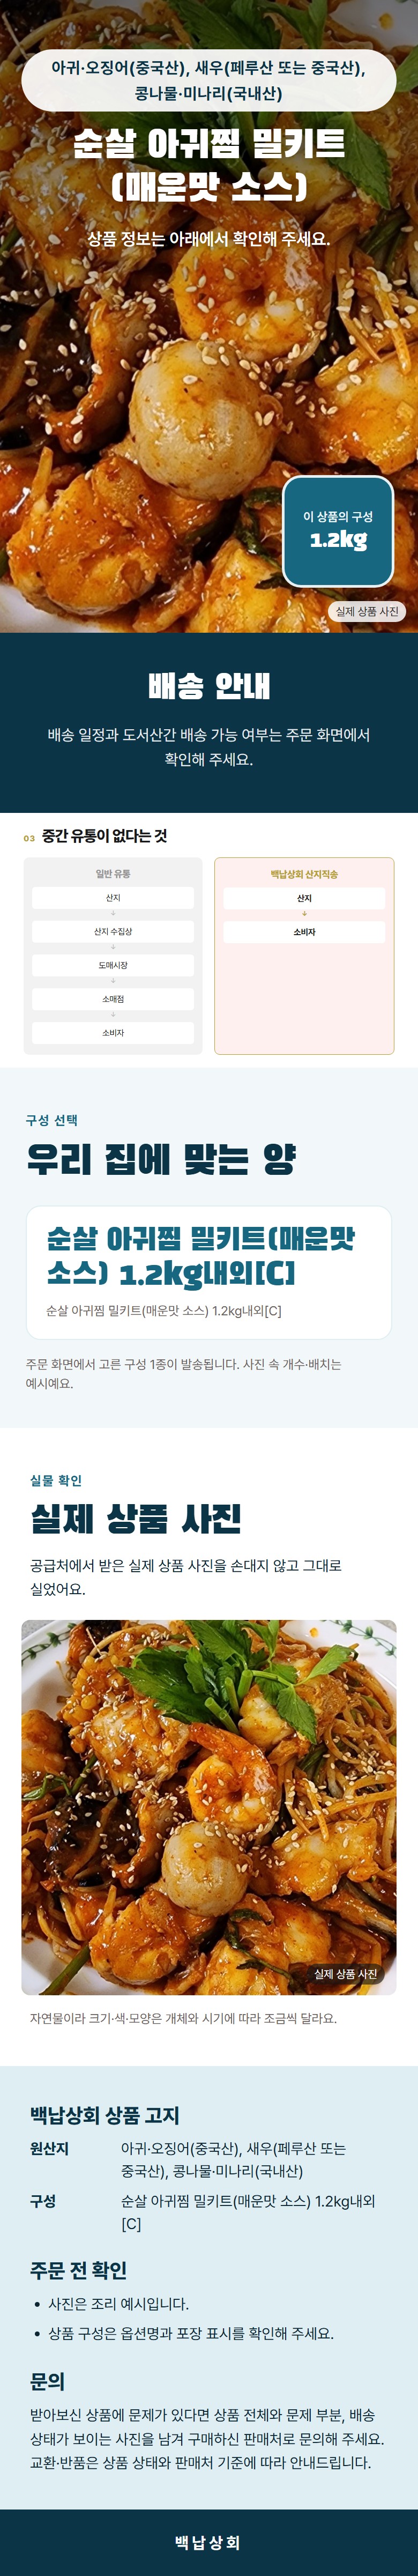 아귀·오징어(중국산), 새우(페루산 또는 중국산),
콩나물·미나리(국내산)
순살 아귀찜 밀키트
(매운맛 소스)
상품 정보는 아래에서 확인해 주세요.
이 상품의 구성
1.2kg
실제 상품 사진
배송 안내
배송 일정과 도서산간 배송 가능 여부는 주문 화면에서
확인해 주세요.
03 중간 유통이 없다는 것
일반 유통
산지
↓
산지 수집상
↓
도매시장
↓
소매점
↓
소비자
백납상회 산지직송
산지
↓
소비자
구성 선택
우리 집에 맞는 양
순살 아귀찜 밀키트(매운맛
소스) 1.2kg내외[C]
순살 아귀찜 밀키트(매운맛 소스) 1.2kg내외[C]
주문 화면에서 고른 구성 1종이 발송됩니다. 사진 속 개수·배치는
예시예요.
실물 확인
실제 상품 사진
공급처에서 받은 실제 상품 사진을 손대지 않고 그대로
실었어요.
실제 상품 사진
자연물이라 크기·색·모양은 개체와 시기에 따라 조금씩 달라요.
백납상회 상품 고지
원산지 아귀·오징어(중국산), 새우(페루산 또는
중국산), 콩나물·미나리(국내산)
구성 순살 아귀찜 밀키트(매운맛 소스) 1.2kg내외
[C]
주문 전 확인
• 사진은 조리 예시입니다.
• 상품 구성은 옵션명과 포장 표시를 확인해 주세요.
문의
받아보신 상품에 문제가 있다면 상품 전체와 문제 부분, 배송
상태가 보이는 사진을 남겨 구매하신 판매처로 문의해 주세요.
교환·반품은 상품 상태와 판매처 기준에 따라 안내드립니다.
백납상회